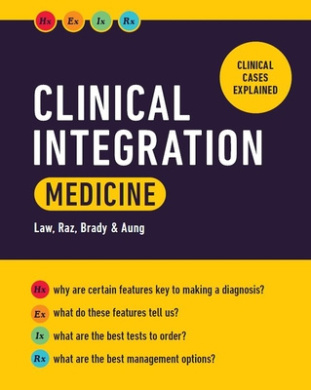 Hx Ex Ix Rx
CLINICAL
CASES
EXPLAINED
CLINICAL
INTEGRATION
MEDICINE
Law, Raz, Brady & Aung
Hx why are certain features key to making a diagnosis?
Ex what do these features tell us?
Ix what are the best tests to order?
Rx what are the best management options?